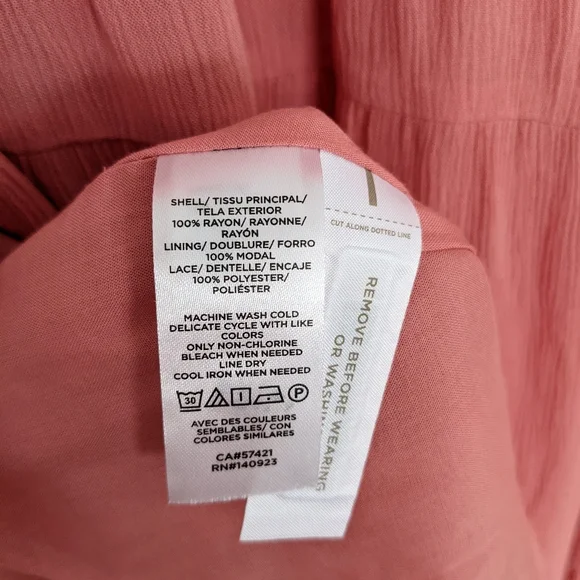 SHELL/ TISSU PRINCIPAL/
TELA EXTERIOR
100% RAYON/ RAYONNE/
RAYÓN
LINING/ DOUBLURE/ FORRO
100% MODAL
LACE/ DENTELLE/ ENCAJE
100% POLYESTER/
POLIÉSTER
MACHINE WASH COLD
DELICATE CYCLE WITH LIKE
COLORS
ONLY NON-CHLORINE
BLEACH WHEN NEEDED
LINE DRY
COOL IRON WHEN NEEDED
30 P
AVEC DES COULEURS
SEMBLABLES/ CON
COLORES SIMILARES
CA#57421
RN#140923
CUT ALONG DOTTED LINE
REMOVE BEFORE WEARING
OR WASHING